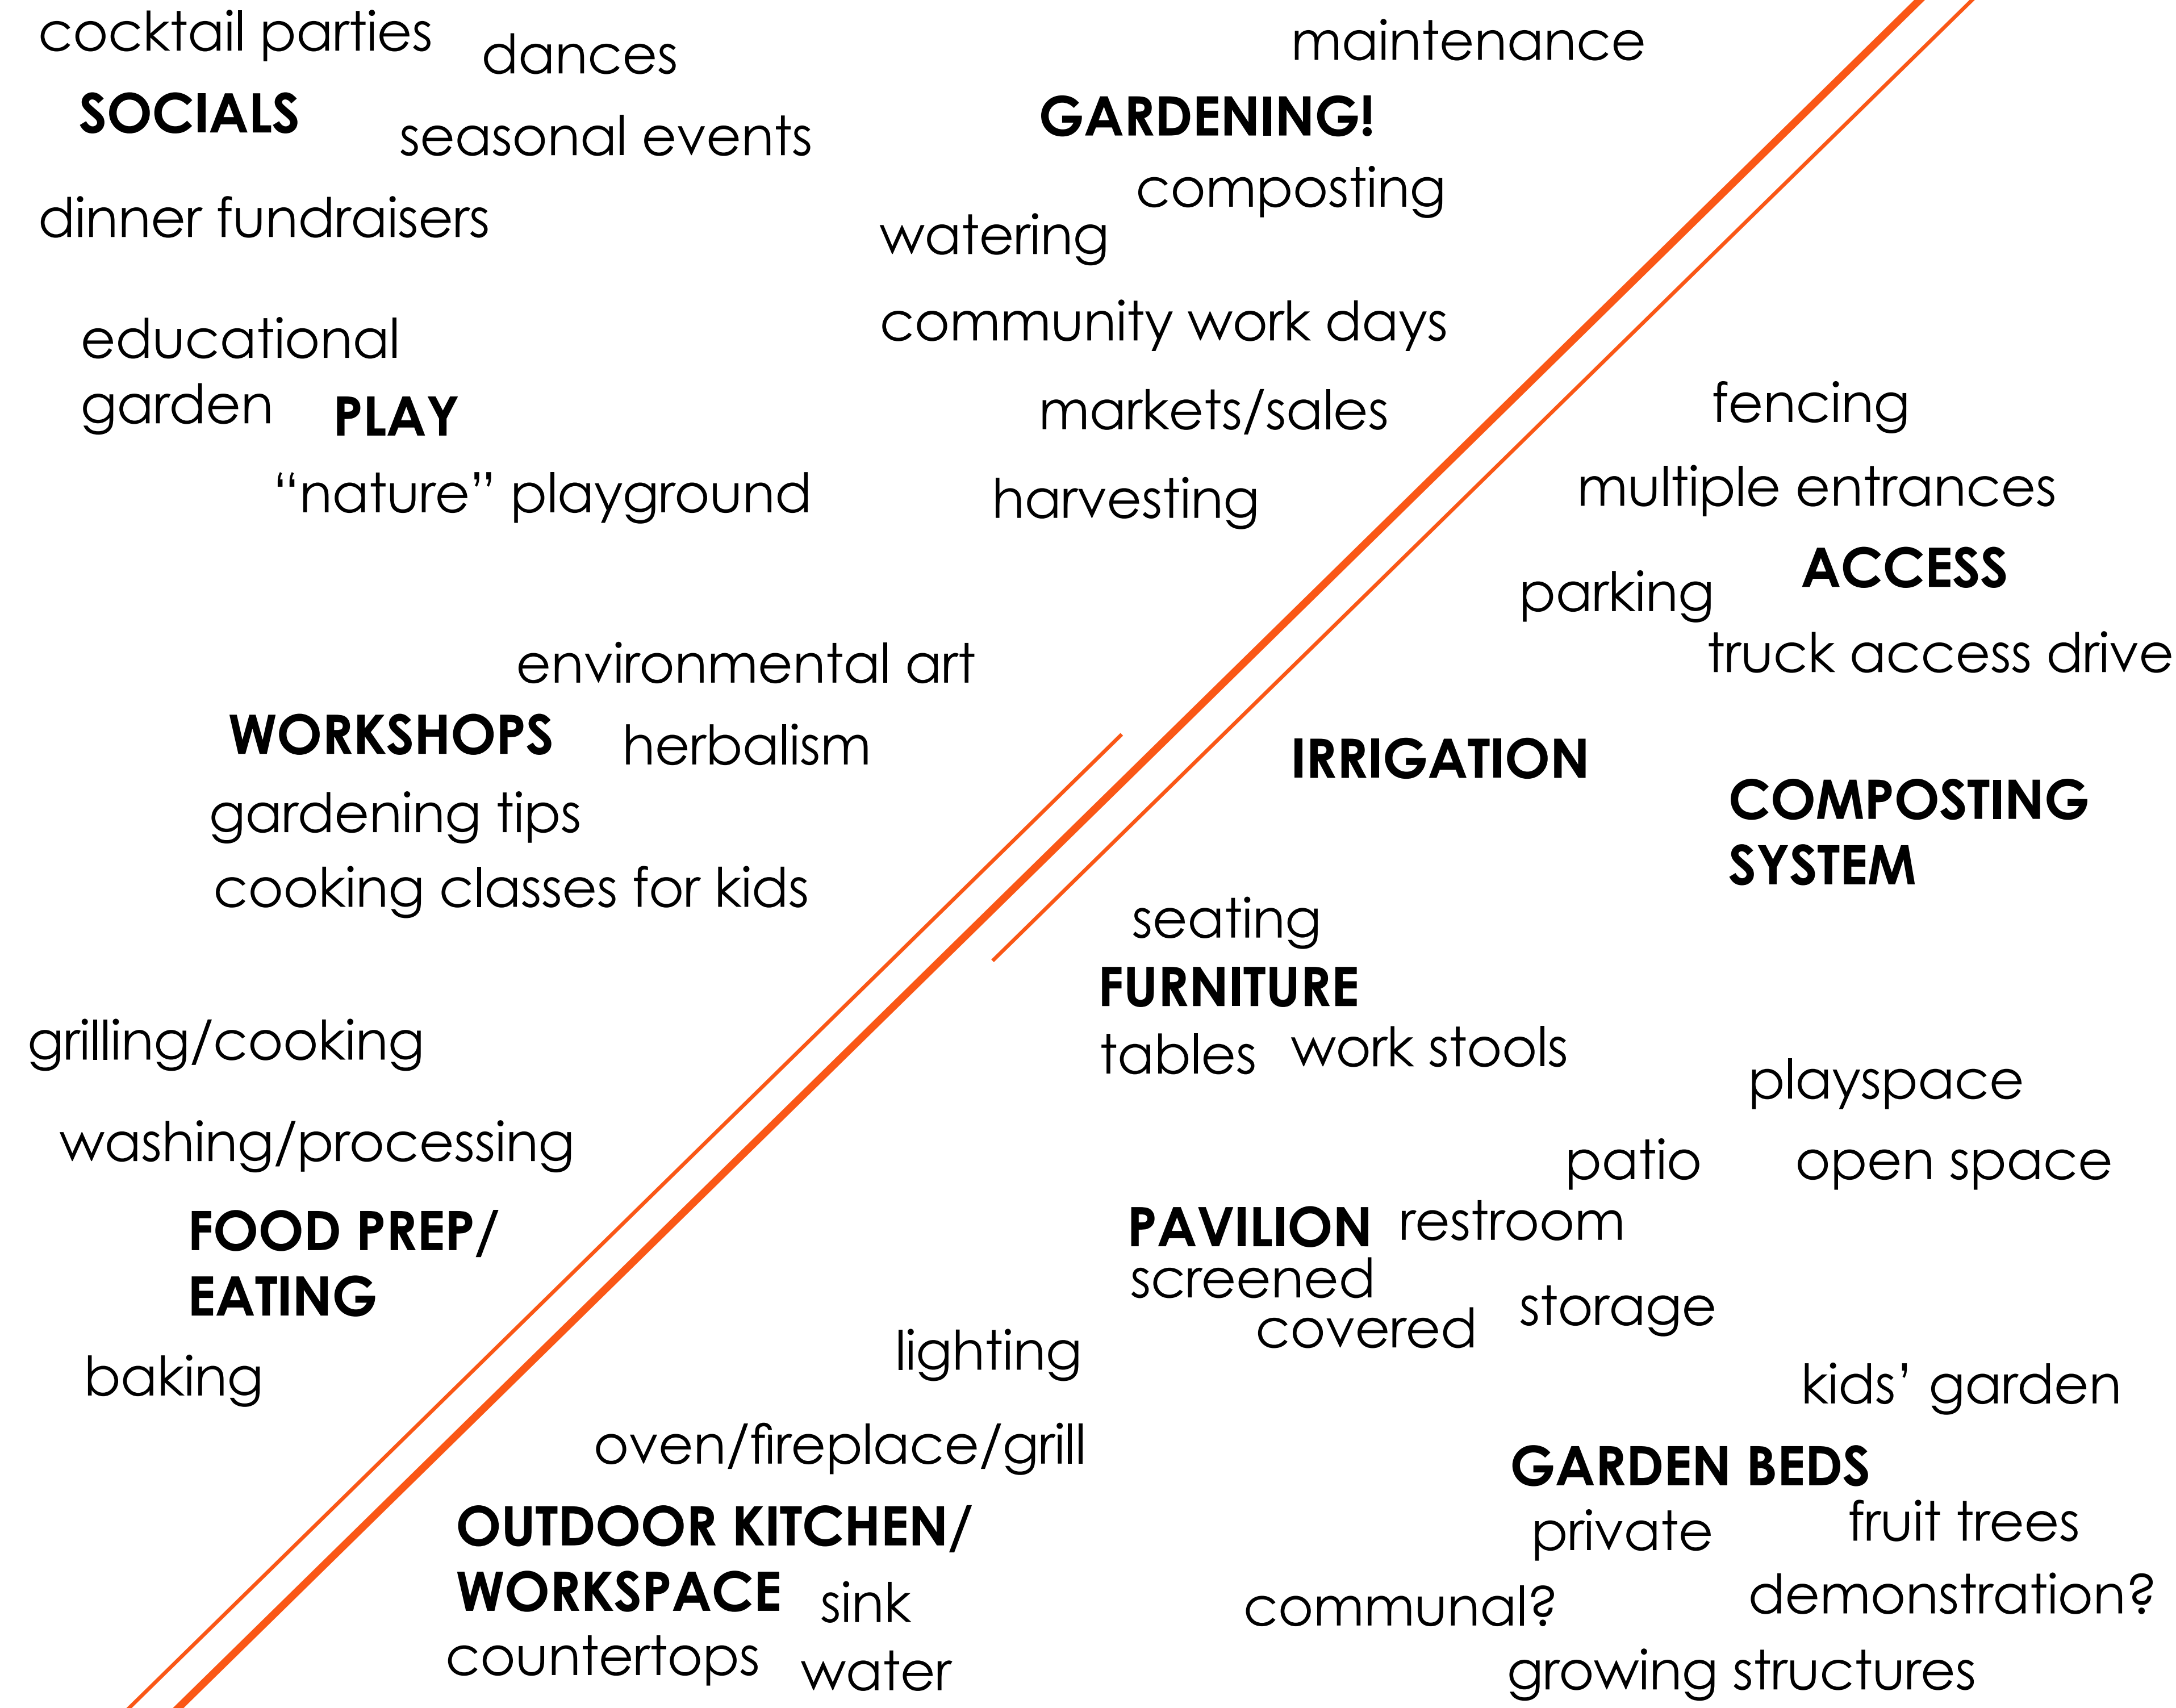 cocktail parties
dances
SOCIALS
seasonal events
dinner fundraisers
educational
garden
PLAY
“nature” playground
maintenance
GARDENING!
composting
watering
community work days
markets/sales
harvesting
environmental art
WORKSHOPS
herbalism
gardening tips
cooking classes for kids
grilling/cooking
washing/processing
FOOD PREP/
EATING
baking
fencing
multiple entrances
ACCESS
parking
truck access drive
IRRIGATION
COMPOSTING
SYSTEM
seating
FURNITURE
tables
work stools
playspace
patio
open space
PAVILION
restroom
screened
covered
storage
lighting
oven/fireplace/grill
OUTDOOR KITCHEN/
WORKSPACE
sink
countertops
water
kids’ garden
GARDEN BEDS
private
fruit trees
communal?
demonstration?
growing structures